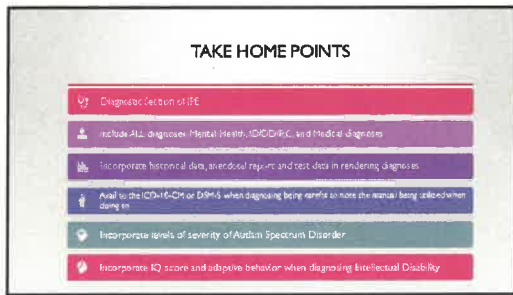 TAKE HOME POINTS
Diagnostic Section of IPE
Include ALL diagnoses: Mental Health, and Medical diagnoses
Incorporate historical data, anecdotal report and test data in rendering diagnoses
Avail to the ICD-10-CM or DSM-5 when diagnosing being careful to note the manual being utilized when
doing so
Incorporate levels of severity of Autism Spectrum Disorder
Incorporate IQ score and adaptive behavior when diagnosing Intellectual Disability